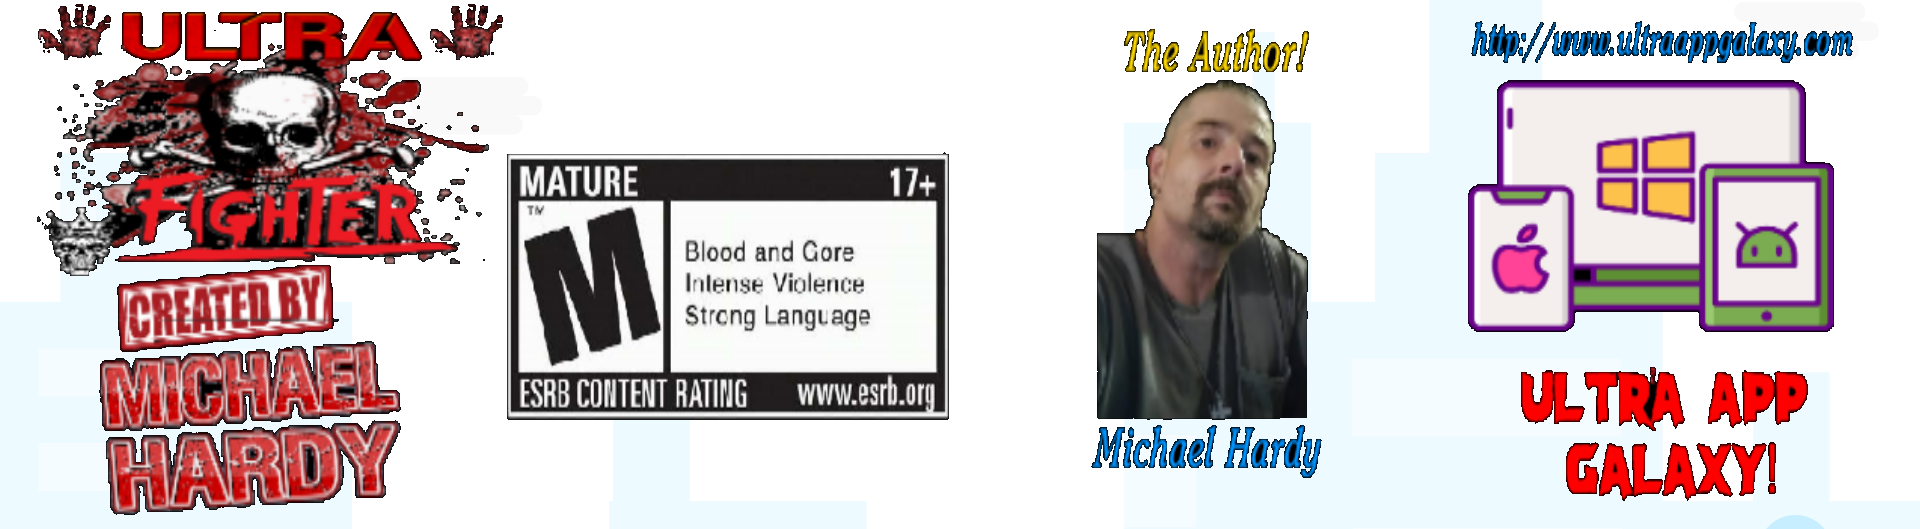 ULTRA
FIGHTER
CREATED BY
MICHAEL
HARDY
MATURE 17+
TM
M
Blood and Gore
Intense Violence
Strong Language
ESRB CONTENT RATING www.esrb.org
The Author!
Michael Hardy
http://www.ultraappgalaxy.com
ULTRA APP
GALAXY!